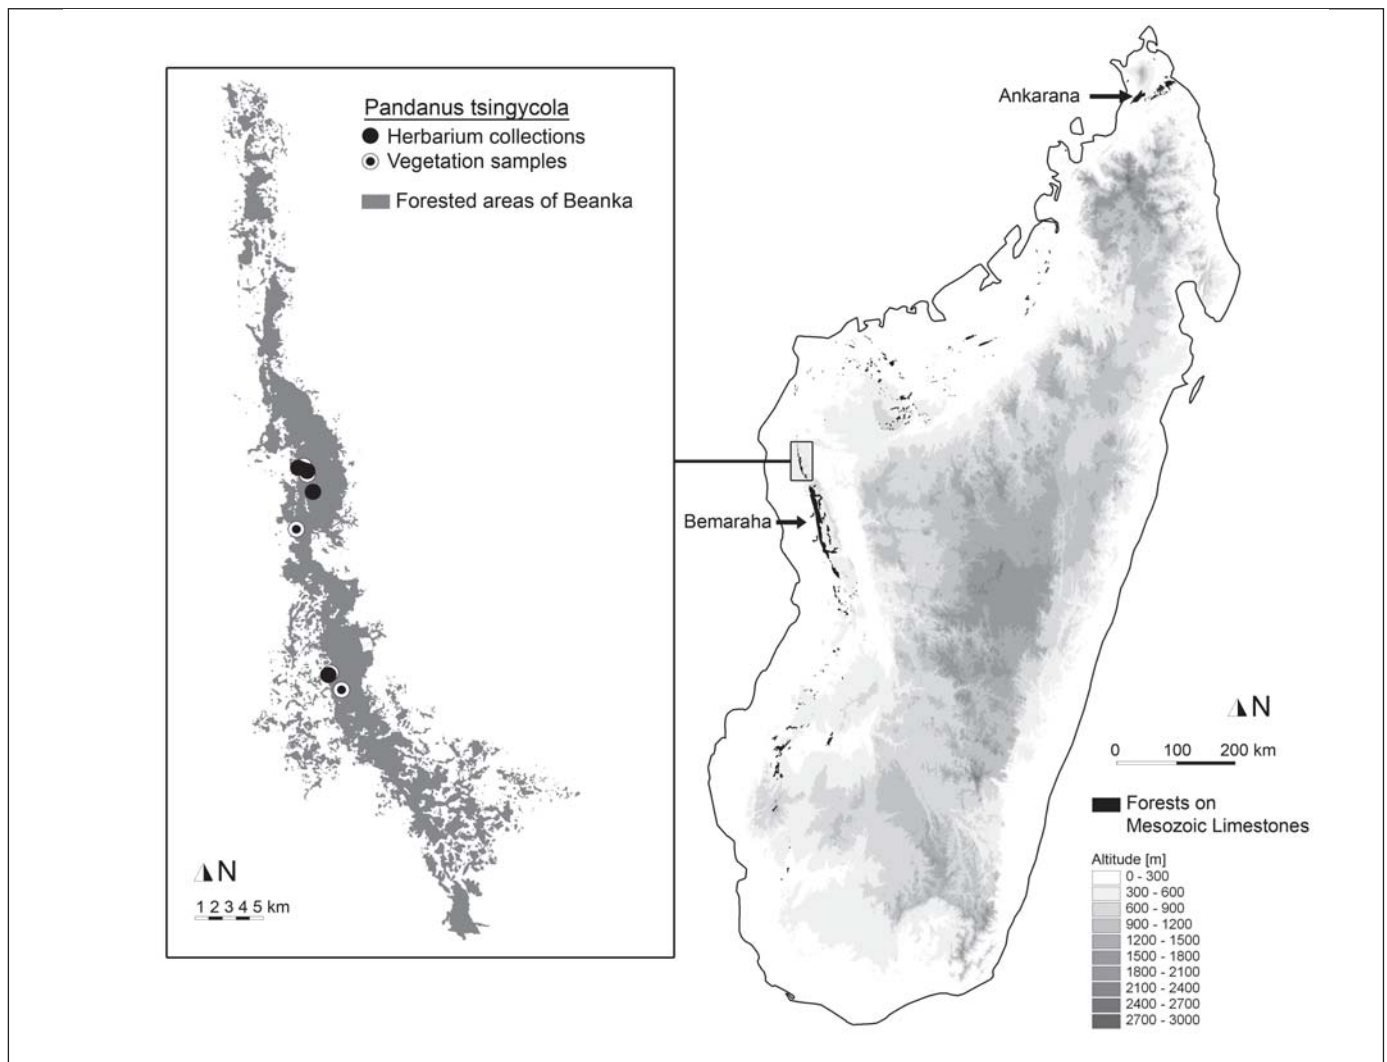 Pandanus tsingycola
Herbarium collections
Vegetation samples
Forested areas of Beanka
N
1 2 3 4 5 km
Ankarana
Bemaraha
N
0 100 200 km
Forests on
Mesozoic Limestones
Altitude [m]
0 - 300
300 - 600
600 - 900
900 - 1200
1200 - 1500
1500 - 1800
1800 - 2100
2100 - 2400
2400 - 2700
2700 - 3000